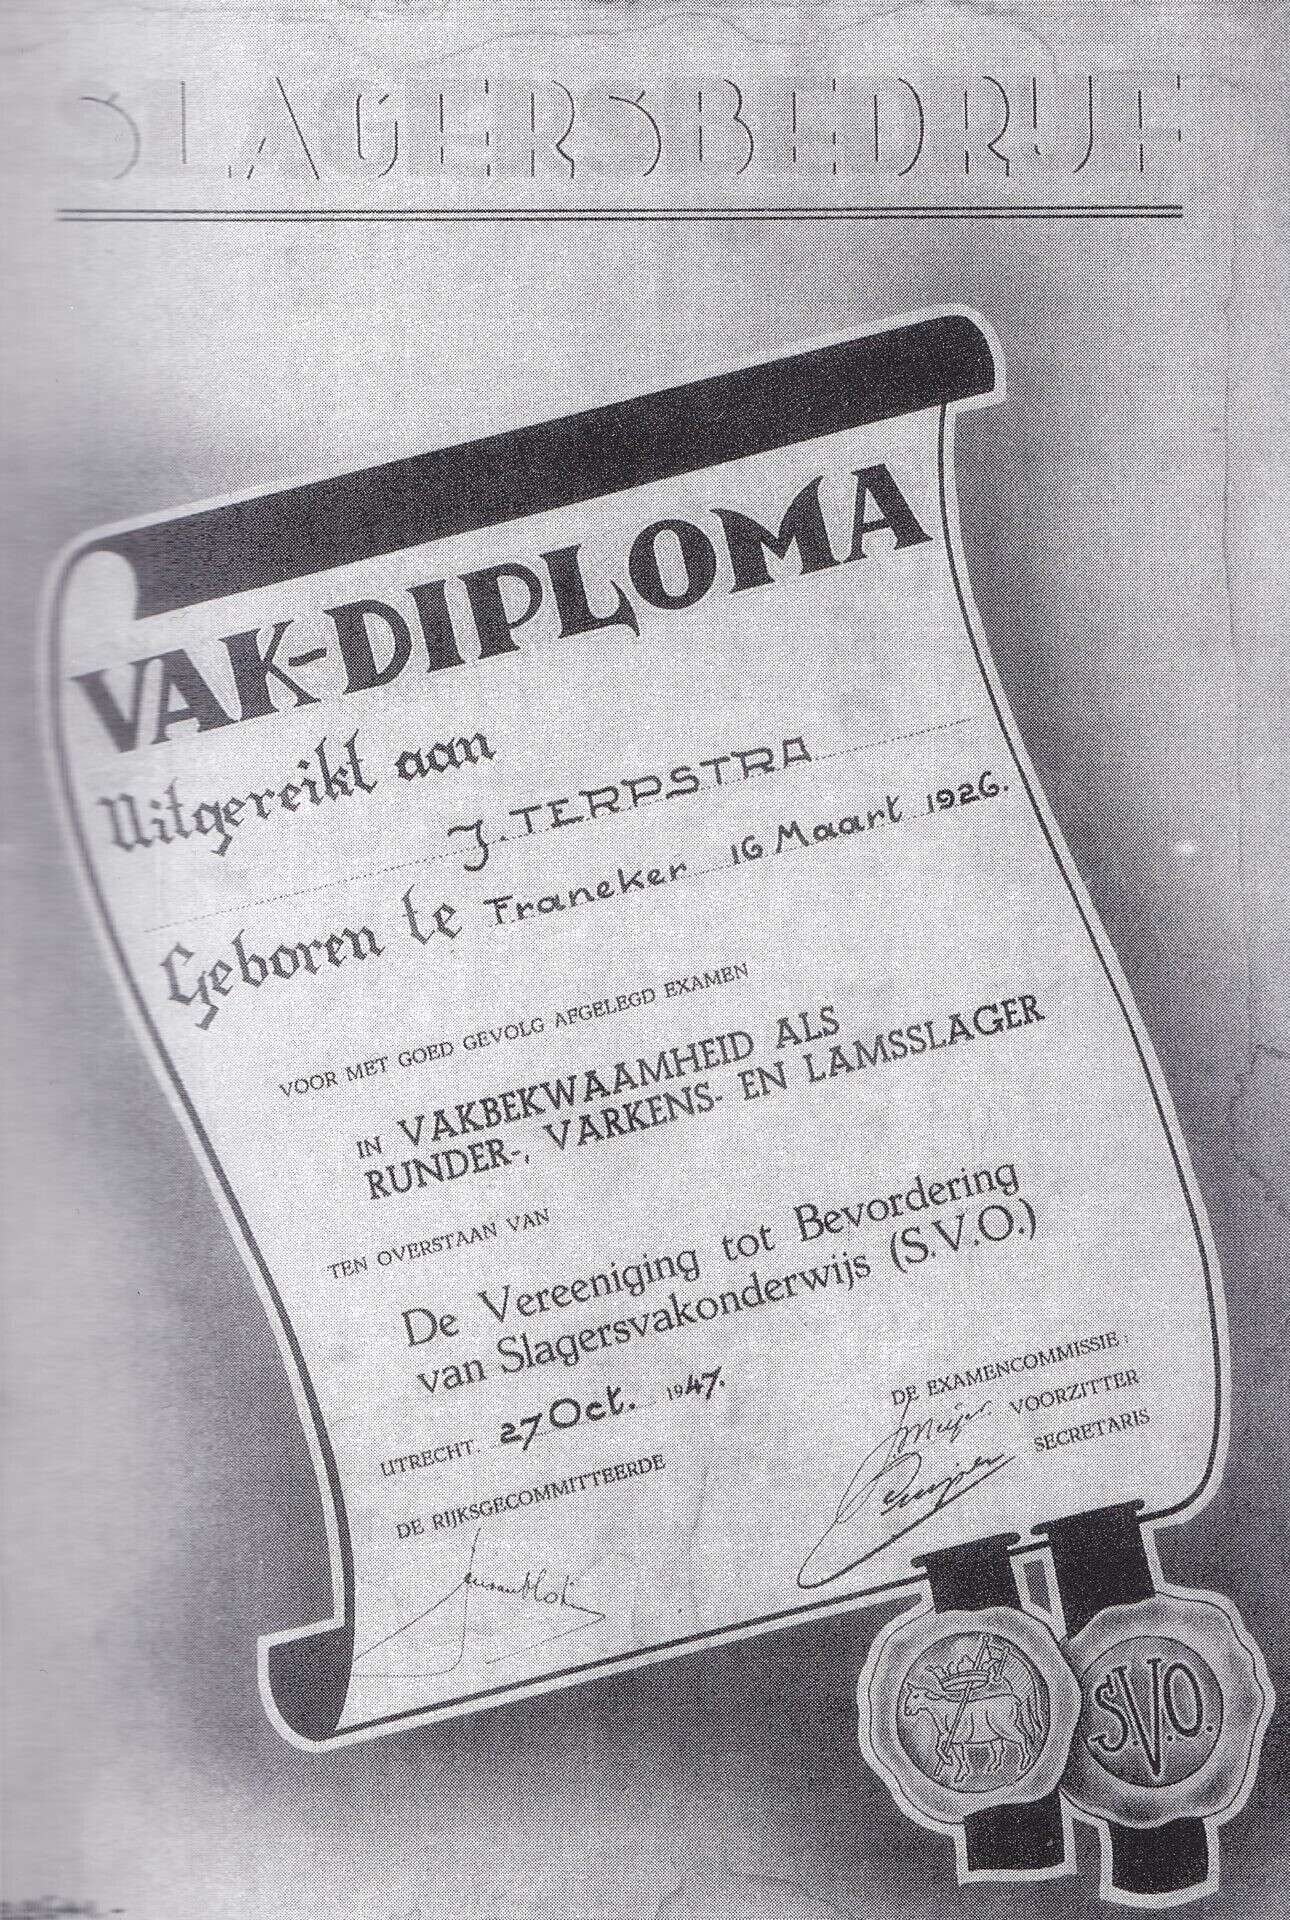 SLAGERSBEDRIJF
VAK-DIPLOMA
Uitgereikt aan
J. TERPSTRA
Geboren te Franeker 16 Maart 1926.
VOOR MET GOED GEVOLG AFGELEGD EXAMEN
IN VAKBEKWAAMHEID ALS
RUNDER-, VARKENS- EN LAMSSLAGER
TEN OVERSTAAN VAN
De Vereeniging tot Bevordering
van Slagersvakonderwijs (S.V.O.)
UTRECHT, 27 Oct. 1947.
DE EXAMENCOMMISSIE:
Meijer. VOORZITTER
SECRETARIS
DE RIJKSGECOMMITTEERDE
S.V.O.